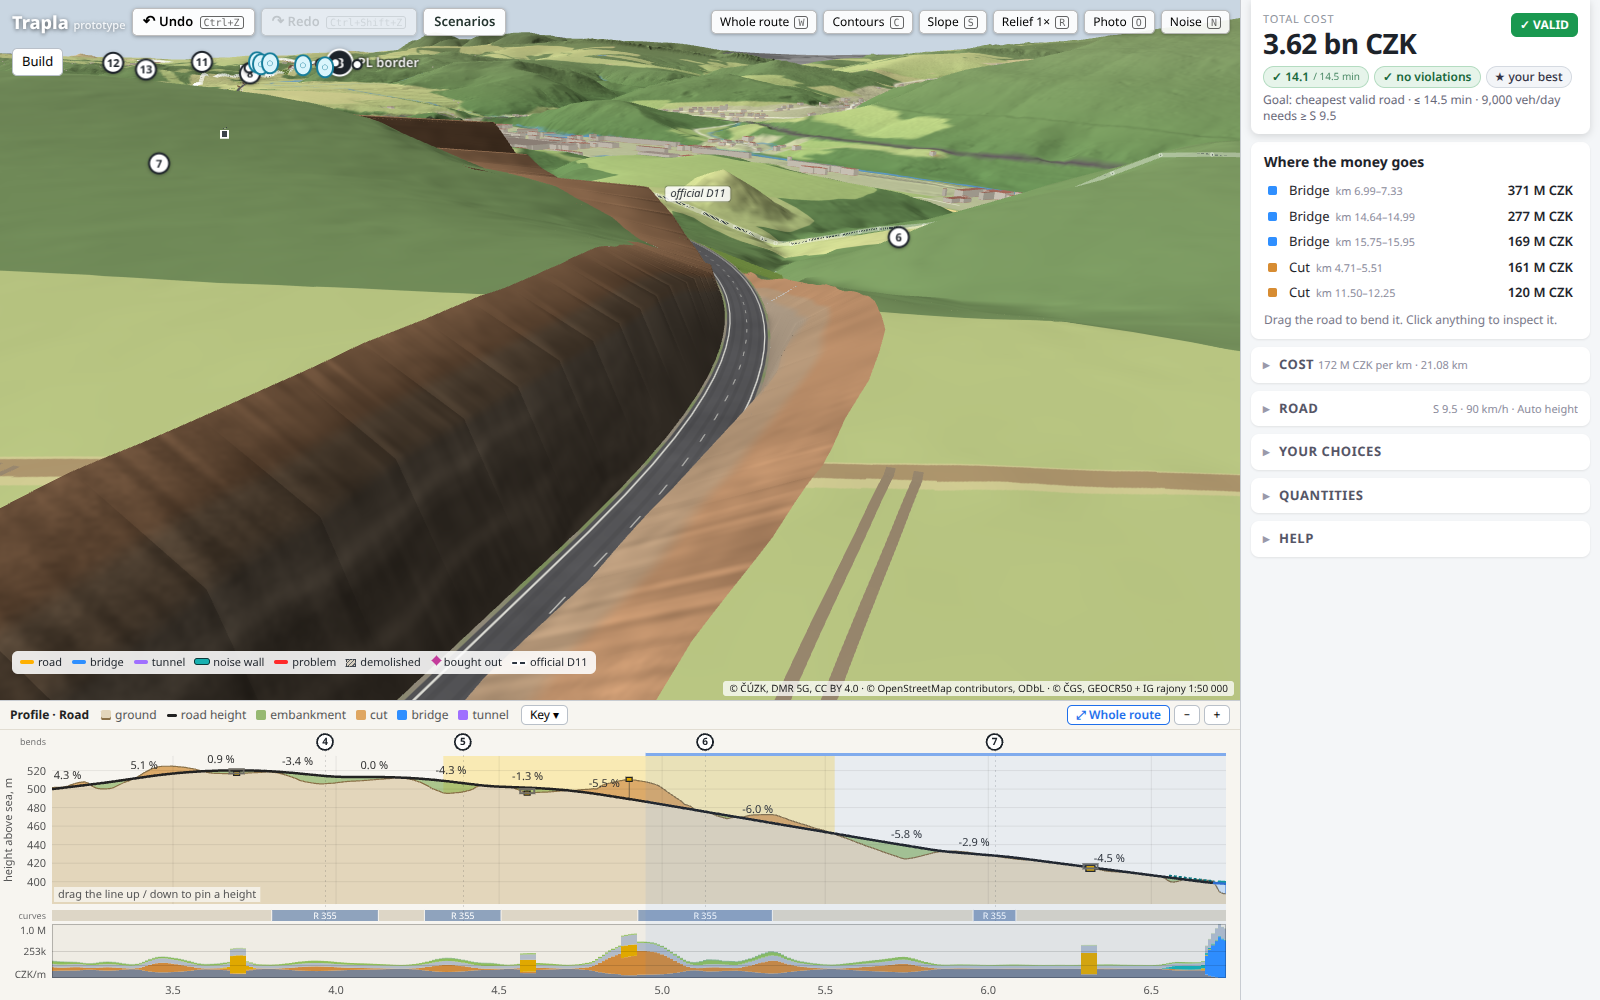 Trapla prototype
↶ Undo Ctrl+Z
↷ Redo Ctrl+Shift+Z
Scenarios
Whole route W
Contours C
Slope S
Relief 1× R
Photo O
Noise N
Build
12
13
11
PL border
7
official D11
6
road
bridge
tunnel
noise wall
problem
demolished
bought out
official D11
© ČÚZK, DMR 5G, CC BY 4.0 · © OpenStreetMap contributors, ODbL · © ČGS, GEOCR50 + IG rajony 1:50 000
TOTAL COST
3.62 bn CZK
✓ VALID
✓ 14.1 / 14.5 min
✓ no violations
★ your best
Goal: cheapest valid road · ≤ 14.5 min · 9,000 veh/day
needs ≥ S 9.5
Where the money goes
Bridge km 6.99–7.33 371 M CZK
Bridge km 14.64–14.99 277 M CZK
Bridge km 15.75–15.95 169 M CZK
Cut km 4.71–5.51 161 M CZK
Cut km 11.50–12.25 120 M CZK
Drag the road to bend it. Click anything to inspect it.
▶ COST 172 M CZK per km · 21.08 km
▶ ROAD S 9.5 · 90 km/h · Auto height
▶ YOUR CHOICES
▶ QUANTITIES
▶ HELP
Profile · Road
ground
road height
embankment
cut
bridge
tunnel
Key ▾
⤢ Whole route
−
+
bends
4
5
6
7
height above sea, m
520
500
480
460
440
420
400
4.3 %
5.1 %
0.9 %
-3.4 %
0.0 %
-4.3 %
-1.3 %
-5.5 %
-6.0 %
-5.8 %
-2.9 %
-4.5 %
drag the line up / down to pin a height
curves
R 355
R 355
R 355
R 355
1.0 M
253k
CZK/m
3.5
4.0
4.5
5.0
5.5
6.0
6.5